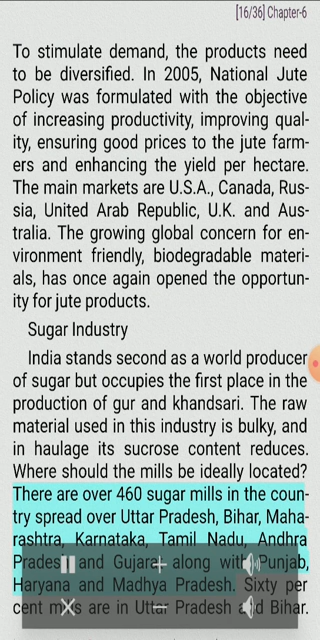 [16/36] Chapter-6
To stimulate demand, the products need
to be diversified. In 2005, National Jute
Policy was formulated with the objective
of increasing productivity, improving qual-
ity, ensuring good prices to the jute farm-
ers and enhancing the yield per hectare.
The main markets are U.S.A., Canada, Rus-
sia, United Arab Republic, U.K. and Aus-
tralia. The growing global concern for en-
vironment friendly, biodegradable materi-
als, has once again opened the opportun-
ity for jute products.
Sugar Industry
India stands second as a world producer
of sugar but occupies the first place in the
production of gur and khandsari. The raw
material used in this industry is bulky, and
in haulage its sucrose content reduces.
Where should the mills be ideally located?
There are over 460 sugar mills in the coun-
try spread over Uttar Pradesh, Bihar, Maha-
rashtra, Karnataka, Tamil Nadu, Andhra
Pradesh and Gujarat along with Punjab,
Haryana and Madhya Pradesh. Sixty per
cent mills are in Uttar Pradesh and Bihar.